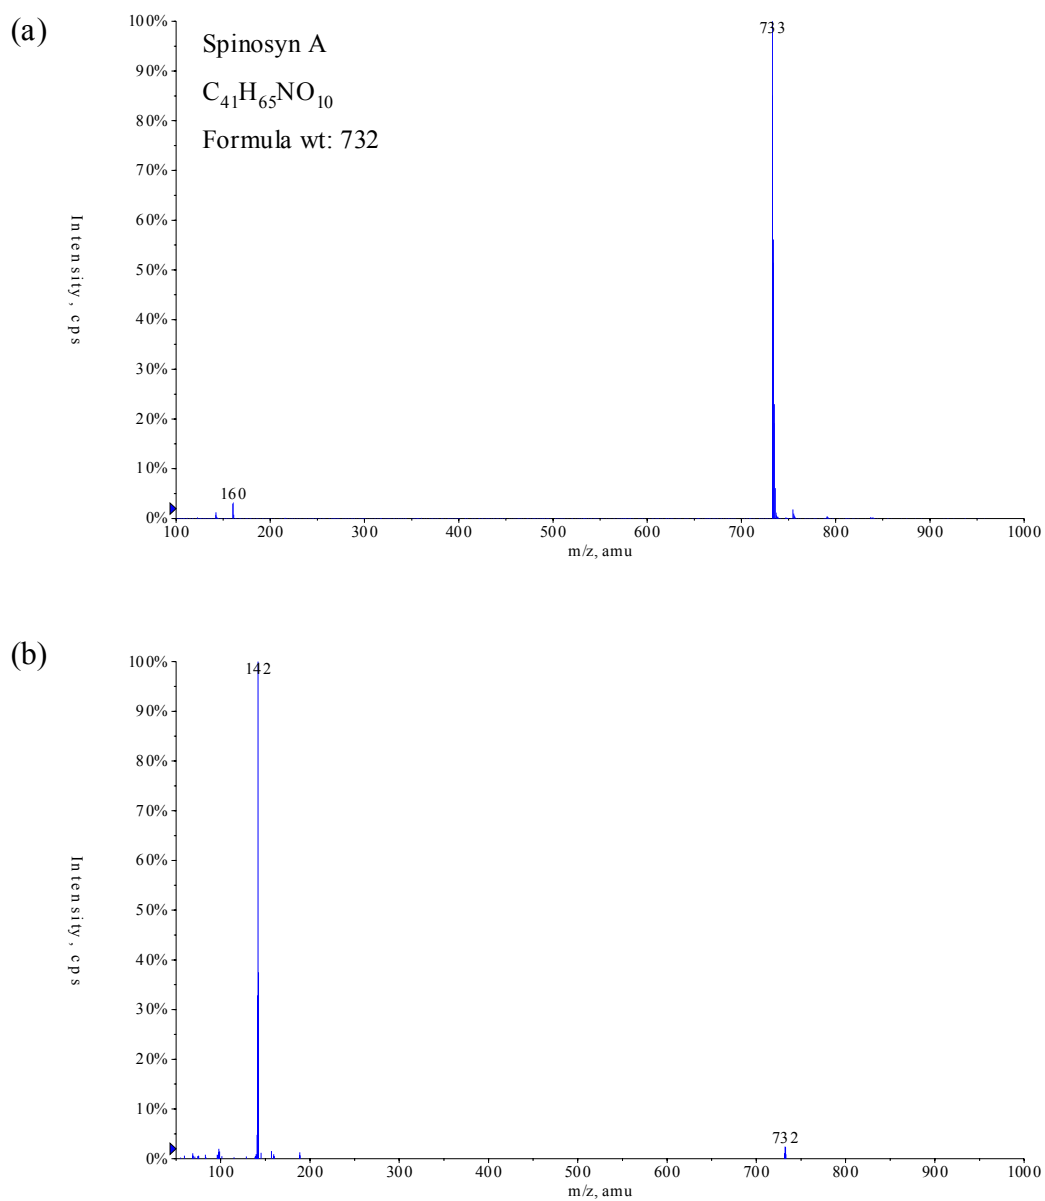 (a)
100%
90%
80%
70%
60%
50%
40%
30%
20%
10%
0%
Intensity, cps
Spinosyn A
C₄₁H₆₅NO₁₀
Formula wt: 732
733
160
100 200 300 400 500 600 700 800 900 1000
m/z, amu
(b)
100%
90%
80%
70%
60%
50%
40%
30%
20%
10%
0%
Intensity, cps
142
732
100 200 300 400 500 600 700 800 900 1000
m/z, amu